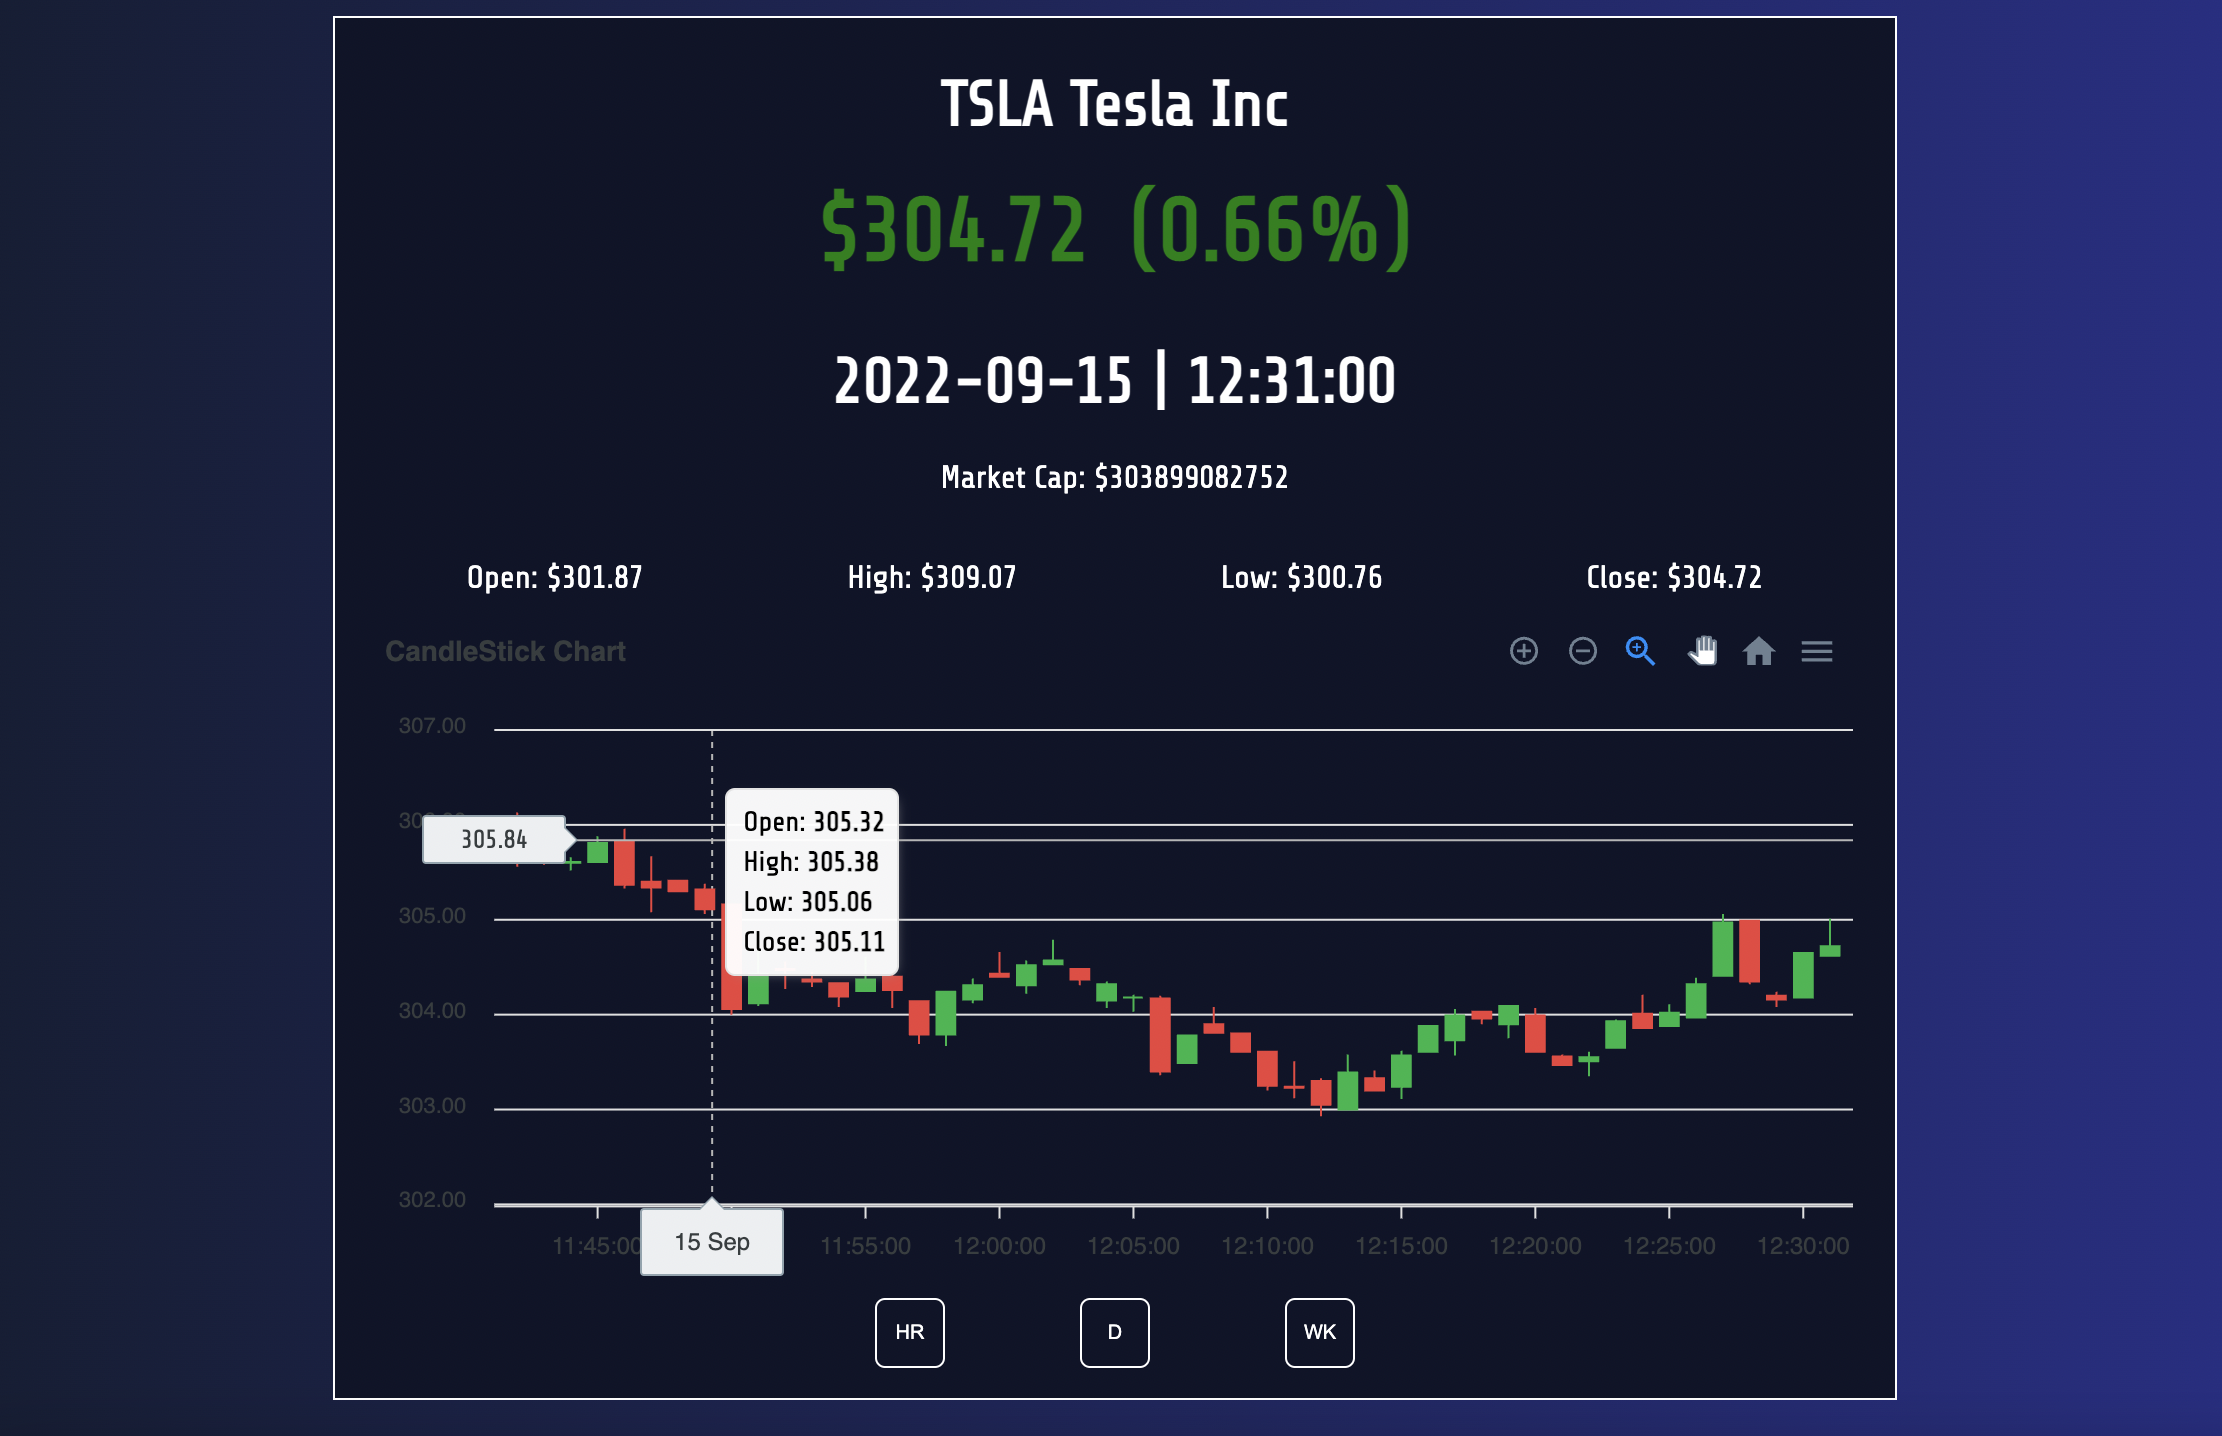 TSLA Tesla Inc
$304.72 (0.66%)
2022-09-15 | 12:31:00
Market Cap: $303899082752
Open: $301.87 High: $309.07 Low: $300.76 Close: $304.72
CandleStick Chart
307.00
305.84
Open: 305.32
High: 305.38
Low: 305.06
Close: 305.11
305.00
304.00
303.00
302.00
11:45:00 15 Sep 11:55:00 12:00:00 12:05:00 12:10:00 12:15:00 12:20:00 12:25:00 12:30:00
HR D WK